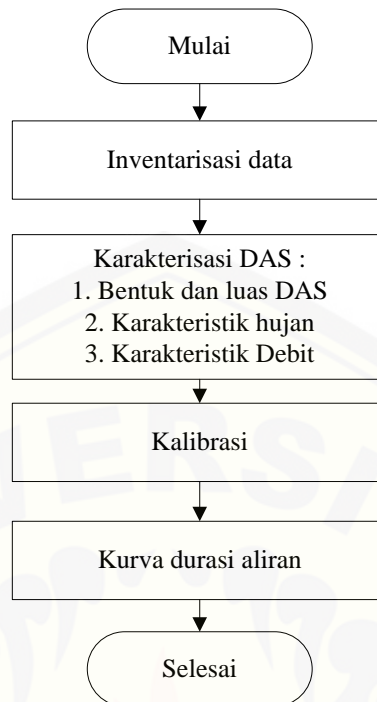 Mulai
Inventarisasi data
Karakterisasi DAS :
1. Bentuk dan luas DAS
2. Karakteristik hujan
3. Karakteristik Debit
Kalibrasi
Kurva durasi aliran
Selesai